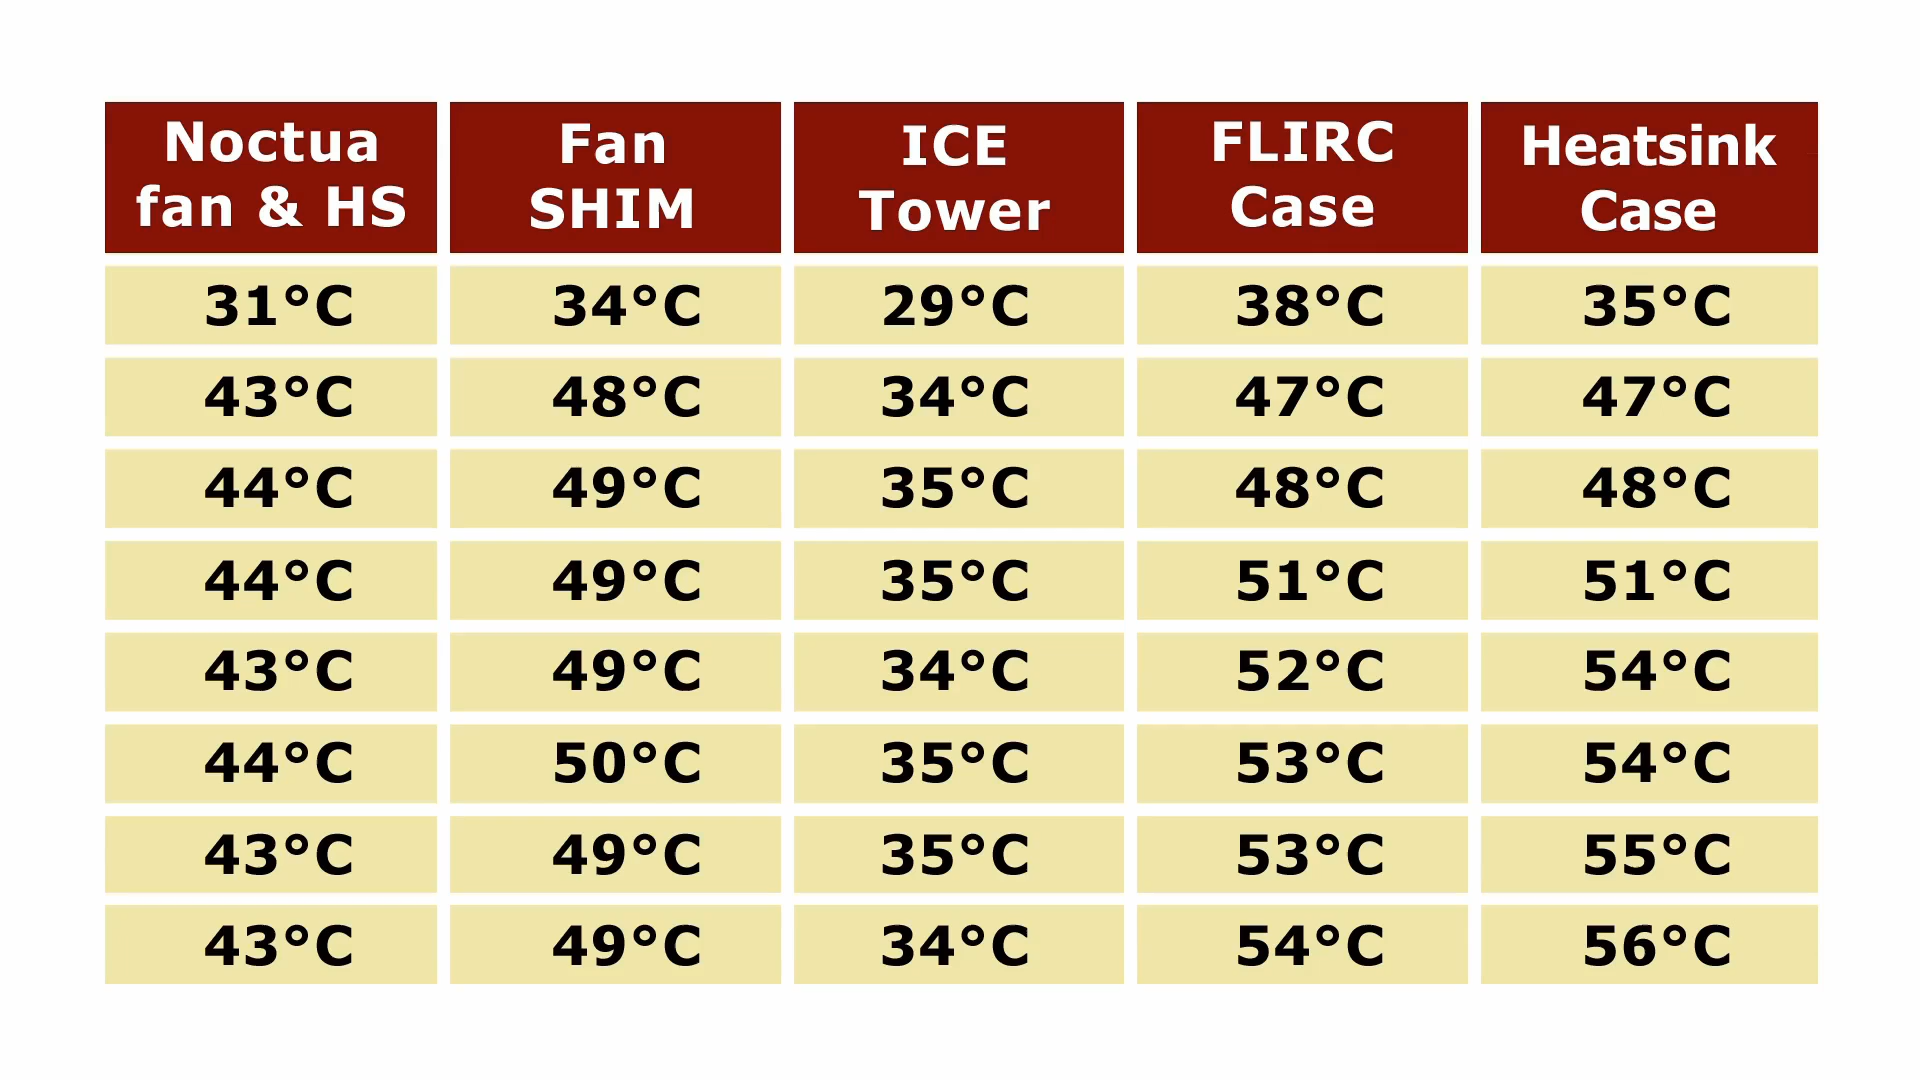 Noctua fan & HS Fan SHIM ICE Tower FLIRC Case Heatsink Case
31°C 34°C 29°C 38°C 35°C
43°C 48°C 34°C 47°C 47°C
44°C 49°C 35°C 48°C 48°C
44°C 49°C 35°C 51°C 51°C
43°C 49°C 34°C 52°C 54°C
44°C 50°C 35°C 53°C 54°C
43°C 49°C 35°C 53°C 55°C
43°C 49°C 34°C 54°C 56°C